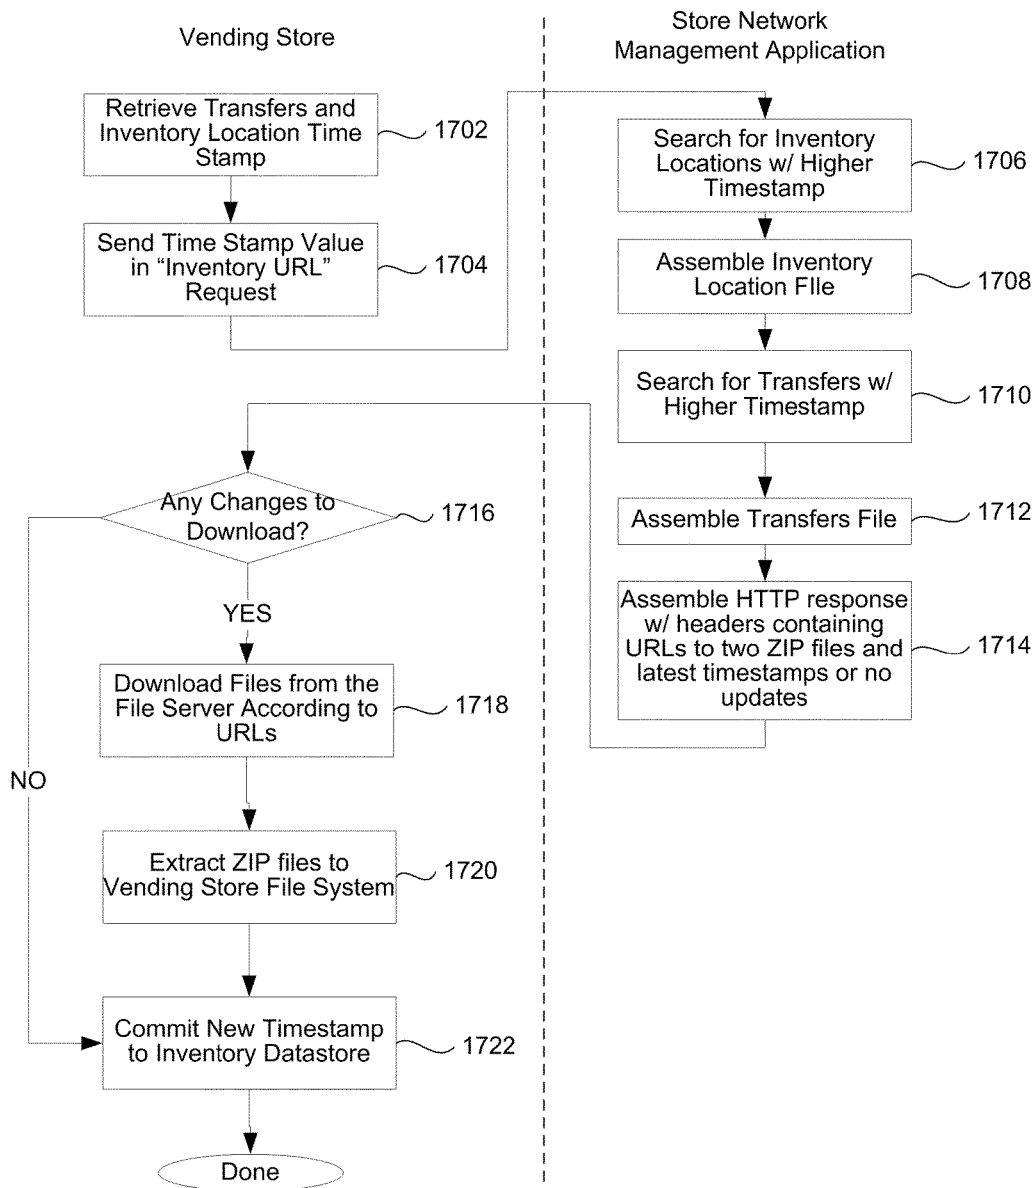 Vending Store
Store Network
Management Application
Retrieve Transfers and
Inventory Location Time
Stamp
1702
Send Time Stamp Value
in “Inventory URL”
Request
1704
Search for Inventory
Locations w/ Higher
Timestamp
1706
Assemble Inventory
Location FIle
1708
Search for Transfers w/
Higher Timestamp
1710
Assemble Transfers File
1712
Assemble HTTP response
w/ headers containing
URLs to two ZIP files and
latest timestamps or no
updates
1714
Any Changes to
Download?
1716
YES
NO
Download Files from the
File Server According to
URLs
1718
Extract ZIP files to
Vending Store File System
1720
Commit New Timestamp
to Inventory Datastore
1722
Done